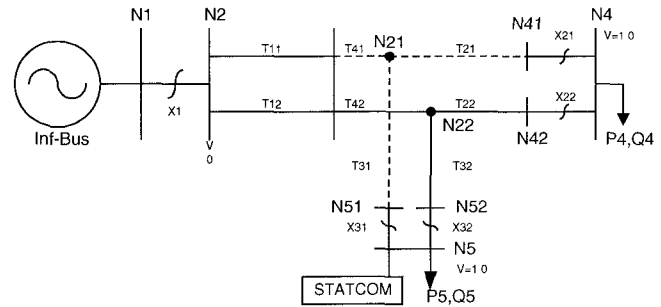 N1
N2
N21
N41
N4
T11
T41
T21
X21
V=1 0
X1
T12
T42
T22
X22
Inf-Bus
N22
N42
V
0
P4,Q4
T31
T32
N51
N52
X31
X32
N5
V=1 0
STATCOM
P5,Q5